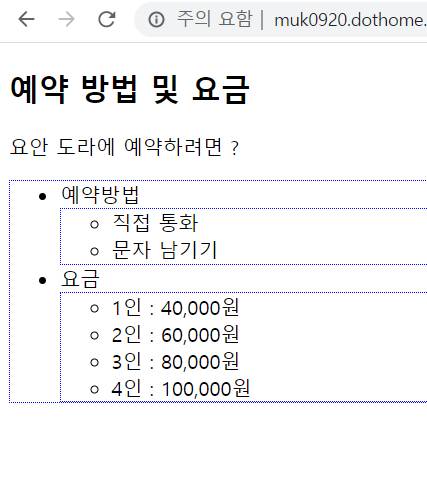 주의 요함 | muk0920.dothome.
예약 방법 및 요금
요안 도라에 예약하려면 ?
예약방법
직접 통화
문자 남기기
요금
1인 : 40,000원
2인 : 60,000원
3인 : 80,000원
4인 : 100,000원